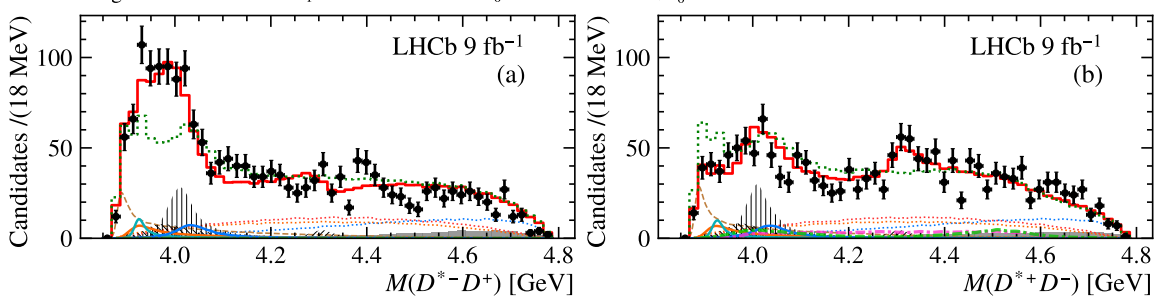 LHCb 9 fb⁻¹
(a)
Candidates /(18 MeV)
100
50
0
4.0 4.2 4.4 4.6 4.8
M(D*⁻D⁺) [GeV]
LHCb 9 fb⁻¹
(b)
Candidates /(18 MeV)
100
50
0
4.0 4.2 4.4 4.6 4.8
M(D*⁺D⁻) [GeV]